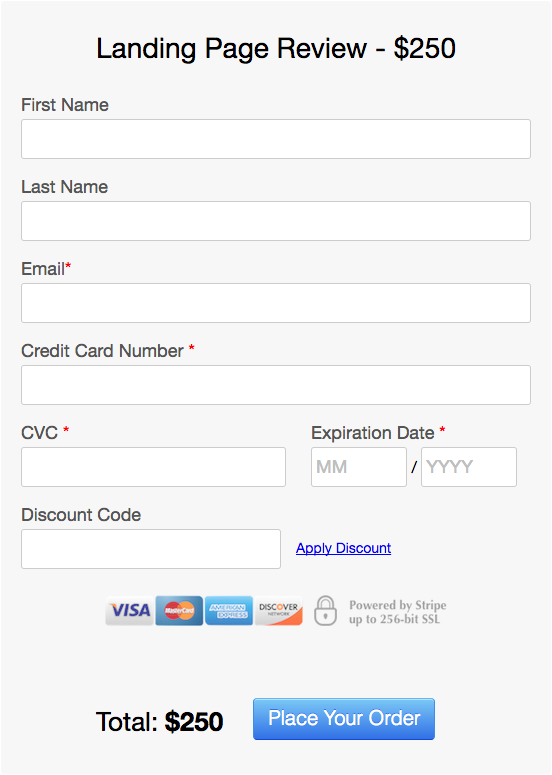 Landing Page Review - $250
First Name
Last Name
Email*
Credit Card Number *
CVC * Expiration Date *
MM / YYYY
Discount Code
Apply Discount
VISA MasterCard AMERICAN EXPRESS DISCOVER NETWORK Powered by Stripe
up to 256-bit SSL
Total: $250 Place Your Order